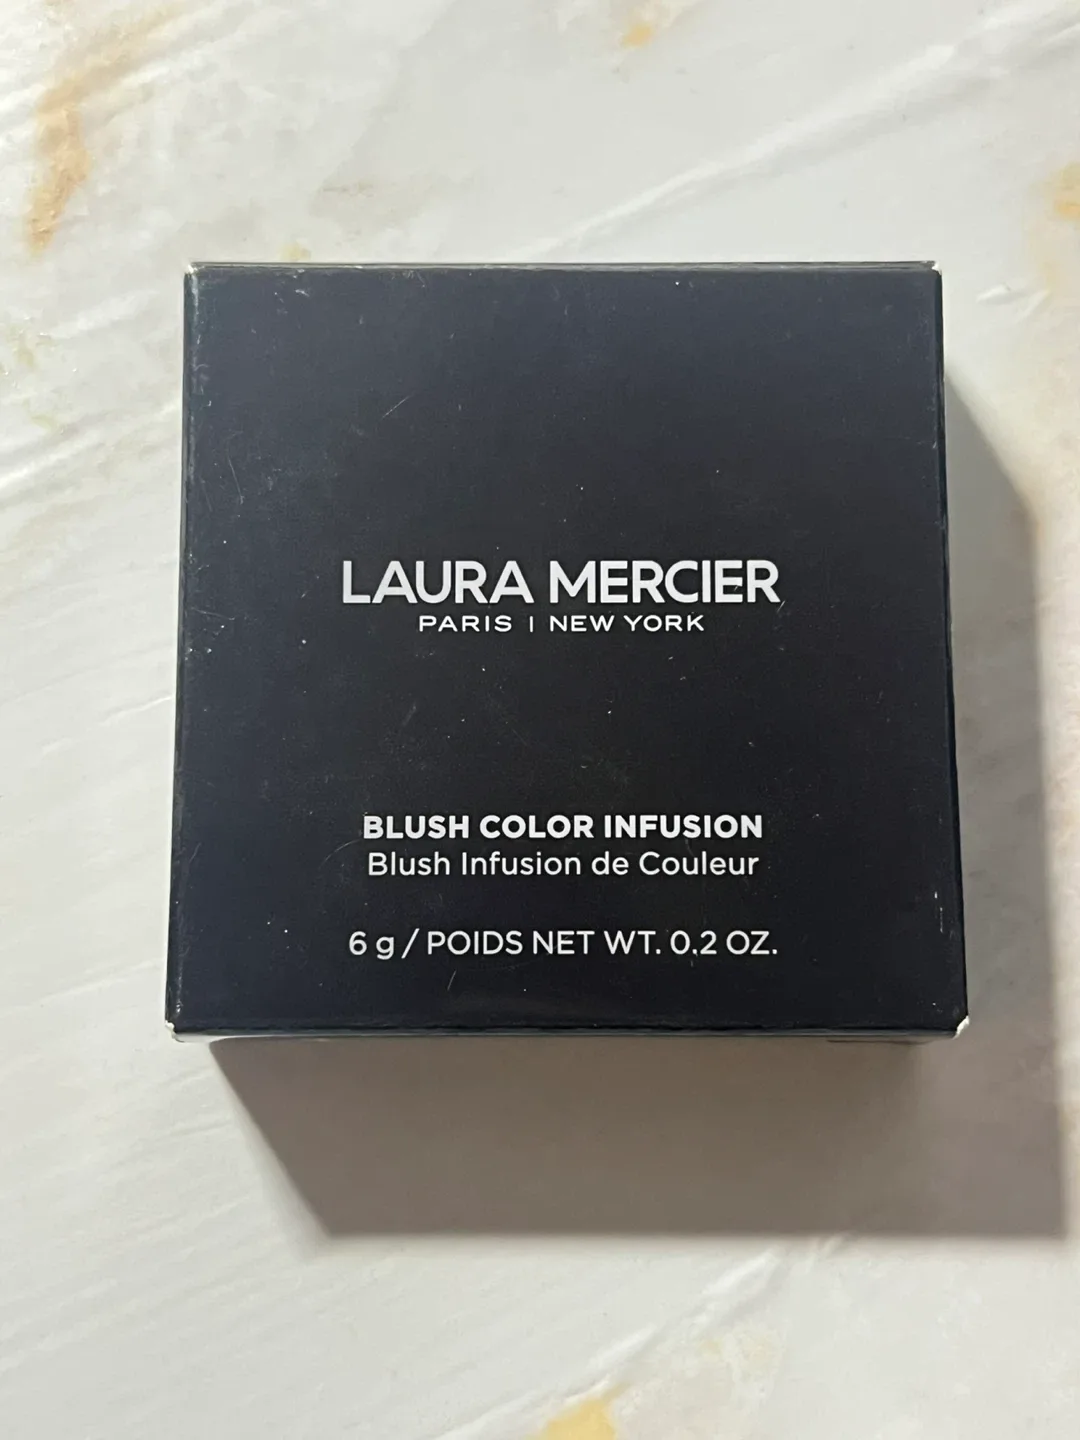 LAURA MERCIER
PARIS | NEW YORK
BLUSH COLOR INFUSION
Blush Infusion de Couleur
6 g / POIDS NET WT. 0.2 OZ.